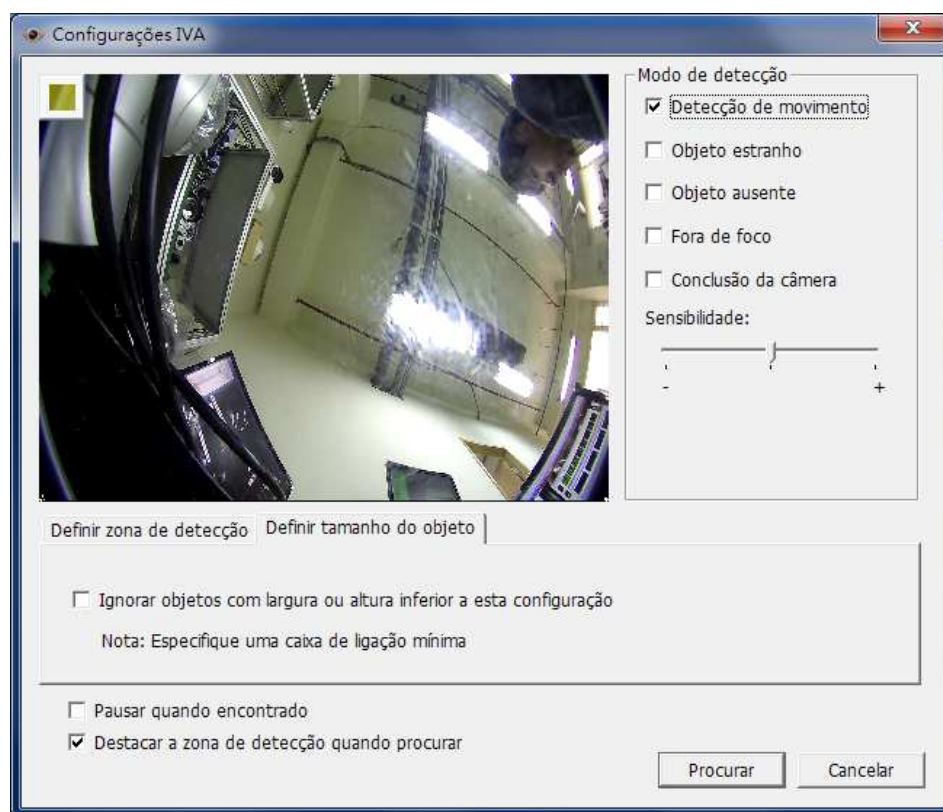 Configurações IVA
Modo de detecção
Detecção de movimento
Objeto estranho
Objeto ausente
Fora de foco
Conclusão da câmera
Sensibilidade:
- +
Definir zona de detecção Definir tamanho do objeto
Ignorar objetos com largura ou altura inferior a esta configuração
Nota: Especifique uma caixa de ligação mínima
Pausar quando encontrado
Destacar a zona de detecção quando procurar
Procurar Cancelar